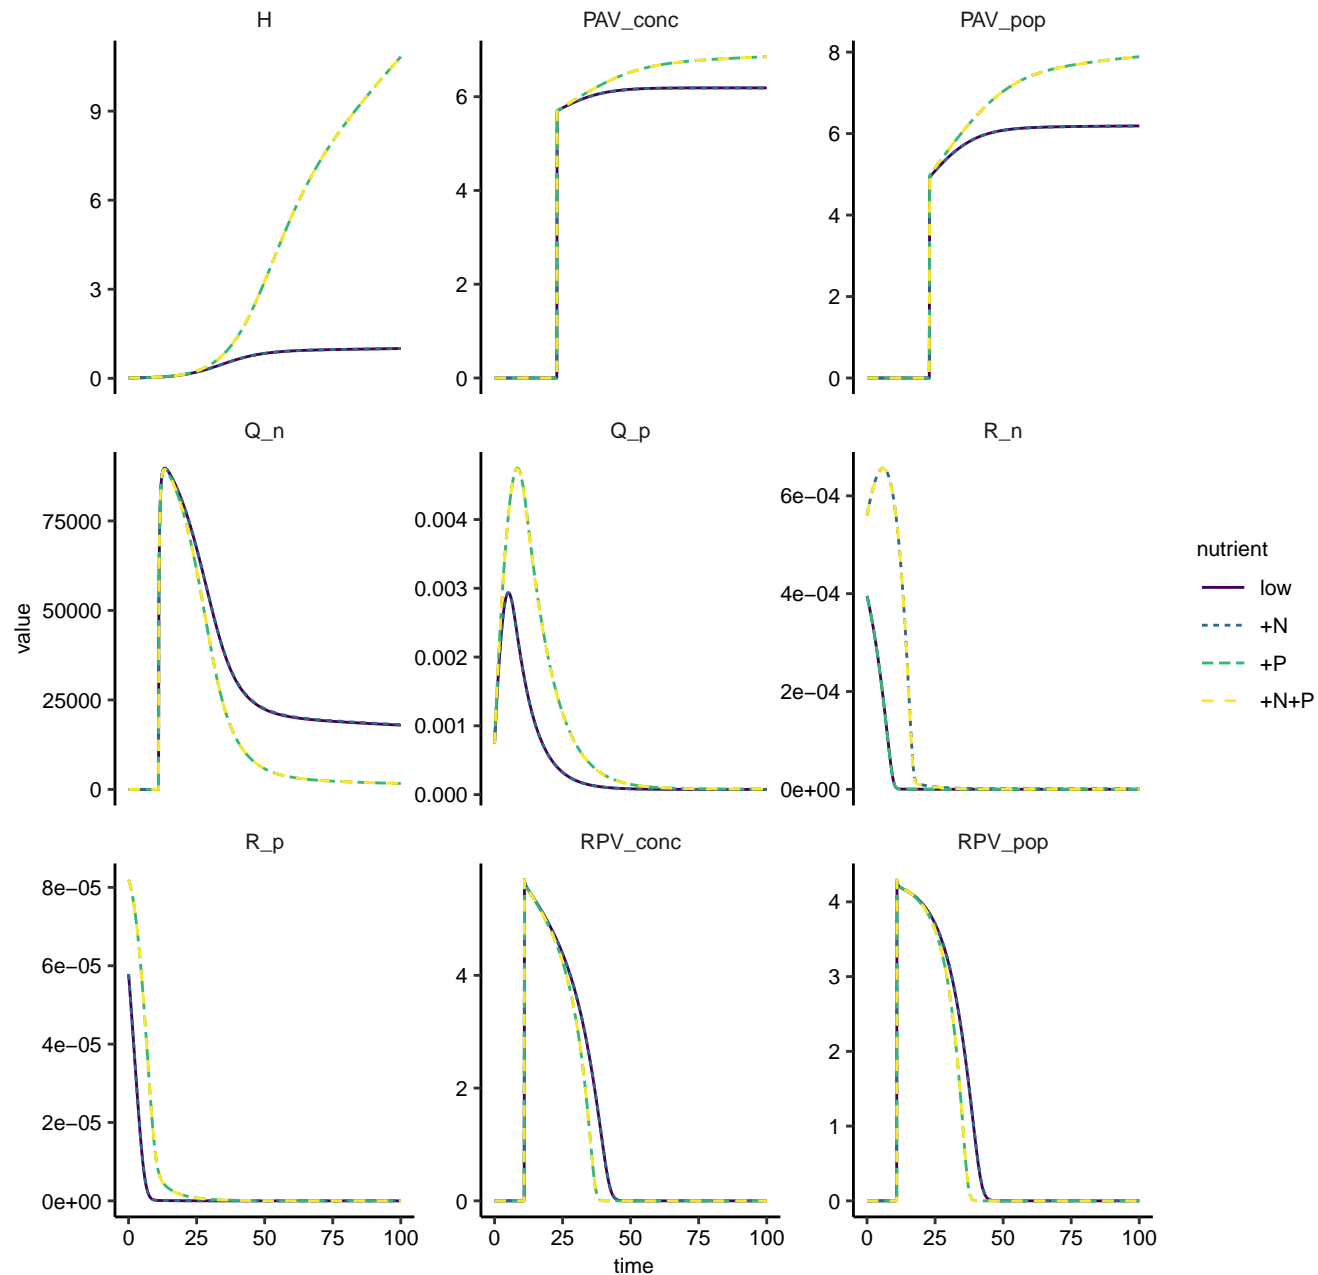 H
PAV_conc
PAV_pop
9
6
3
0
6
4
2
0
8
6
4
2
0
Q_n
Q_p
R_n
75000
50000
25000
0
0.004
0.003
0.002
0.001
0.000
6e−04
4e−04
2e−04
0e+00
R_p
RPV_conc
RPV_pop
8e−05
6e−05
4e−05
2e−05
0e+00
4
2
0
4
3
2
1
0
0 25 50 75 100
0 25 50 75 100
0 25 50 75 100
time
value
nutrient
low
+N
+P
+N+P